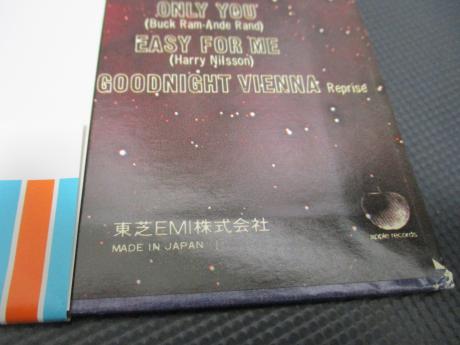 ONLY YOU
(Buck Ram-Ande Rand)
EASY FOR ME
(Harry Nilsson)
GOODNIGHT VIENNA Reprise
東芝EMI株式会社
MADE IN JAPAN
apple records